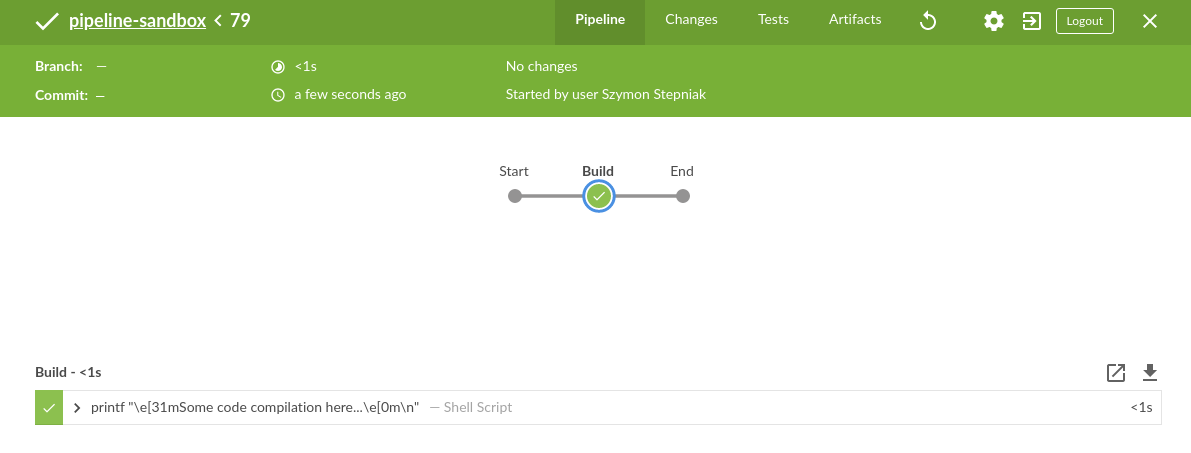 pipeline-sandbox < 79
Pipeline
Changes
Tests
Artifacts
Logout
Branch: —
<1s
No changes
Commit: —
a few seconds ago
Started by user Szymon Stepniak
Start
Build
End
Build - <1s
printf "\e[31mSome code compilation here...\e[0m\n" — Shell Script
<1s